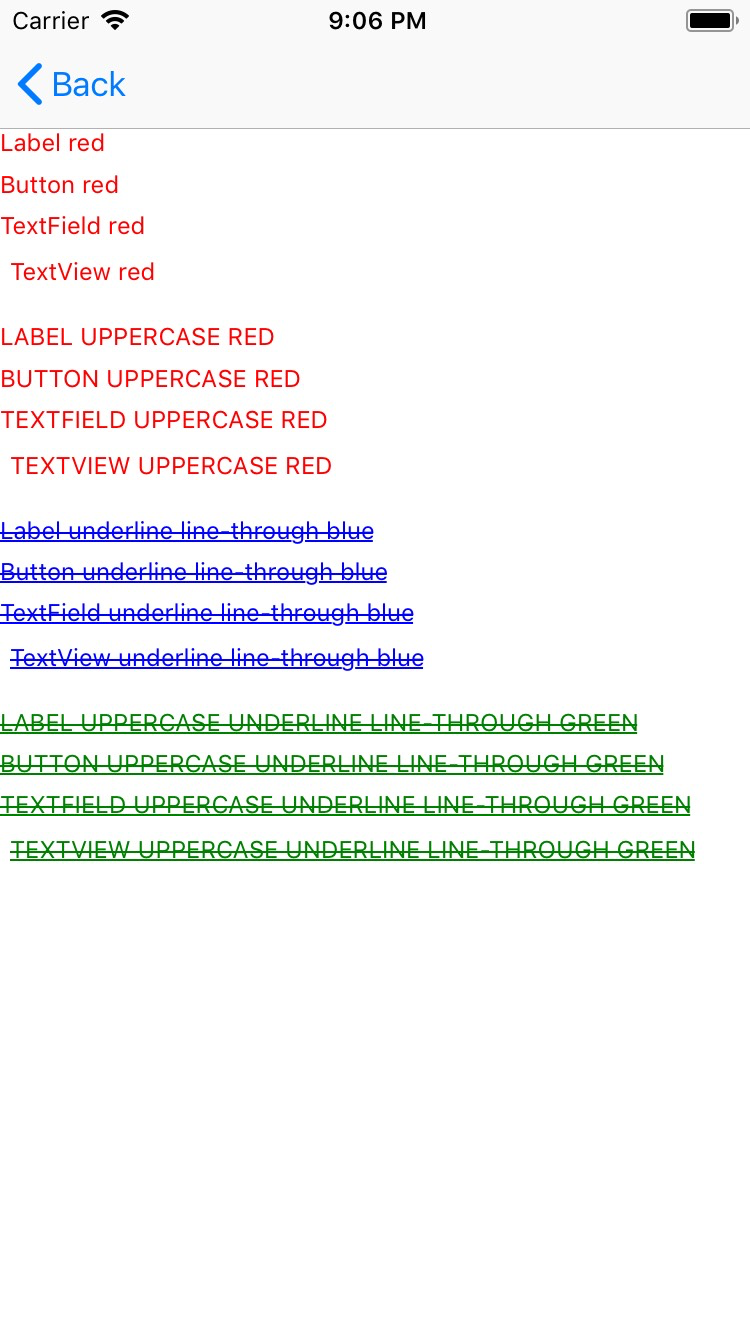 Carrier 9:06 PM
Back
Label red
Button red
TextField red
TextView red
LABEL UPPERCASE RED
BUTTON UPPERCASE RED
TEXTFIELD UPPERCASE RED
TEXTVIEW UPPERCASE RED
Label underline line-through blue
Button underline line-through blue
TextField underline line-through blue
TextView underline line-through blue
LABEL UPPERCASE UNDERLINE LINE-THROUGH GREEN
BUTTON UPPERCASE UNDERLINE LINE-THROUGH GREEN
TEXTFIELD UPPERCASE UNDERLINE LINE-THROUGH GREEN
TEXTVIEW UPPERCASE UNDERLINE LINE-THROUGH GREEN